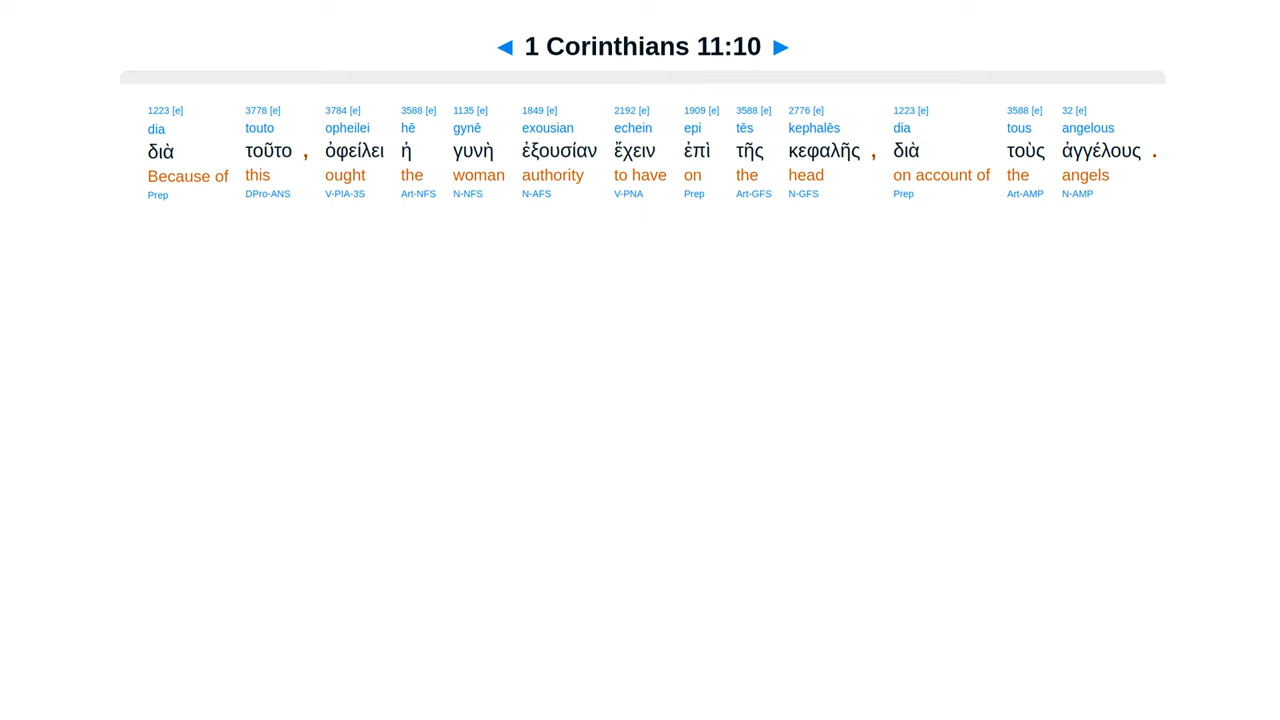 ◄ 1 Corinthians 11:10 ►
1223 [e] 3778 [e] 3784 [e] 3588 [e] 1135 [e] 1849 [e] 2192 [e] 1909 [e] 3588 [e] 2776 [e] 1223 [e] 3588 [e] 32 [e]
dia touto opheilei hē gynē exousian echein epi tēs kephalēs dia tous angelous
διὰ τοῦτο , ὀφείλει ἡ γυνὴ ἐξουσίαν ἔχειν ἐπὶ τῆς κεφαλῆς , διὰ τοὺς ἀγγέλους .
Because of this ought the woman authority to have on the head on account of the angels
Prep DPro-ANS V-PIA-3S Art-NFS N-NFS N-AFS V-PNA Prep Art-GFS N-GFS Prep Art-AMP N-AMP